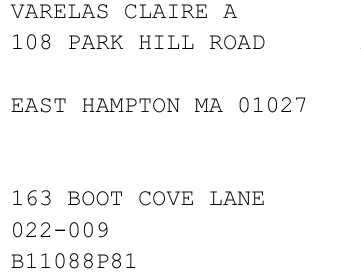 VARELAS CLAIRE A
108 PARK HILL ROAD
EAST HAMPTON MA 01027
163 BOOT COVE LANE
022-009
B11088P81